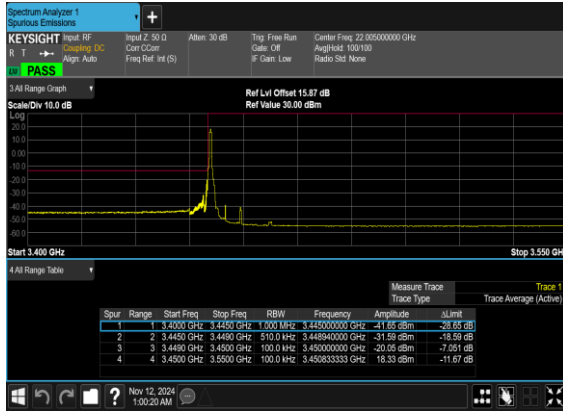 Spectrum Analyzer 1
Spurious Emissions
KEYSIGHT Input: RF Input Z: 50 Ω Atten: 30 dB Trig: Free Run Center Freq: 22.005000000 GHz
R T Coupling: DC Corr CCorr Gate: Off Avg|Hold: 100/100
Align: Auto Freq Ref: Int (S) IF Gain: Low Radio Std: None
PASS
3 All Range Graph
Ref Lvl Offset 15.87 dB
Scale/Div 10.0 dB Ref Value 30.00 dBm
Log
20.0
10.0
0.00
-10.0
-20.0
-30.0
-40.0
-50.0
-60.0
Start 3.400 GHz Stop 3.550 GH
4 All Range Table
Measure Trace Trace 1
Trace Type Trace Average (Active)
Spur Range Start Freq Stop Freq RBW Frequency Amplitude ΔLimit
1 1 3.4000 GHz 3.4450 GHz 1.000 MHz 3.445000000 GHz -41.65 dBm -28.65 dB
2 2 3.4450 GHz 3.4490 GHz 510.0 kHz 3.448940000 GHz -31.59 dBm -18.59 dB
3 3 3.4490 GHz 3.4500 GHz 100.0 kHz 3.450000000 GHz -20.05 dBm -7.051 dB
4 4 3.4500 GHz 3.5500 GHz 100.0 kHz 3.450833333 GHz 18.33 dBm -11.67 dB
? Nov 12, 2024
1:00:20 AM